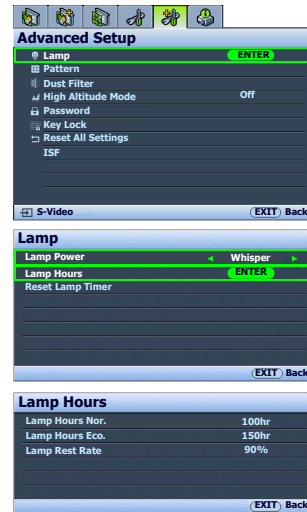 Advanced Setup
Lamp ENTER
Pattern
Dust Filter
High Altitude Mode Off
Password
Key Lock
Reset All Settings
ISF
S-Video EXIT Back
Lamp
Lamp Power Whisper
Lamp Hours ENTER
Reset Lamp Timer
EXIT Back
Lamp Hours
Lamp Hours Nor. 100hr
Lamp Hours Eco. 150hr
Lamp Rest Rate 90%
EXIT Back